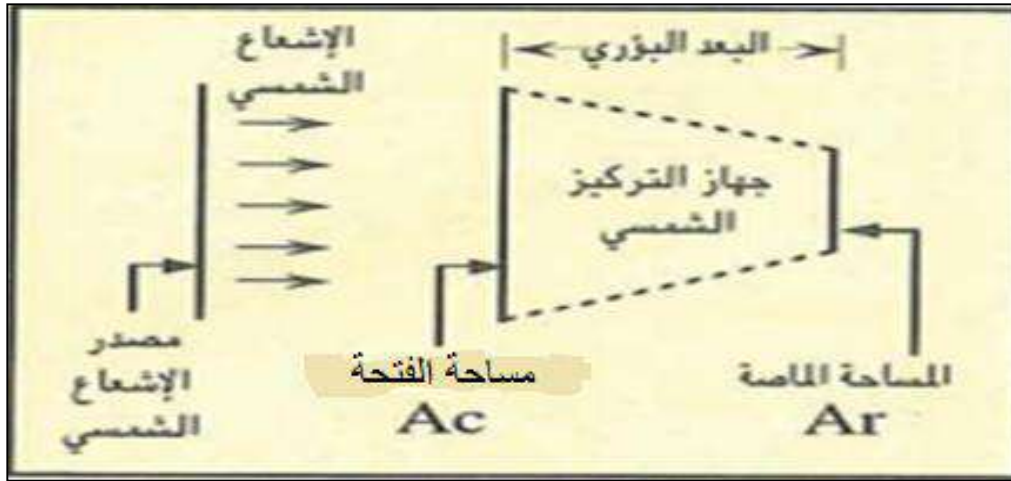 الإشعاع
الشمسي
البعد البؤري
جهاز التركيز
الشمسي
مصدر
الإشعاع
الشمسي
مساحة الفتحة
Ac
المساحة الماصة
Ar